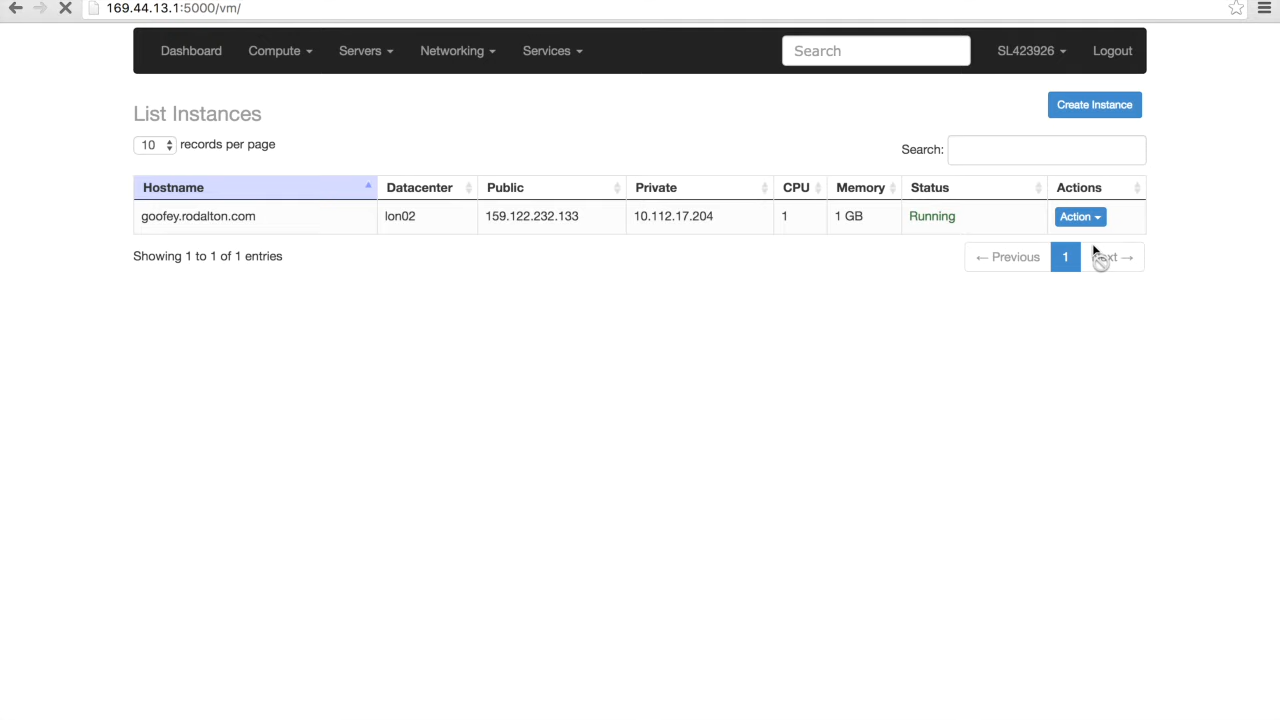 169.44.13.1:5000/vm/
Dashboard Compute Servers Networking Services Search SL423926 Logout
List Instances Create Instance
10 records per page Search:
Hostname Datacenter Public Private CPU Memory Status Actions
goofey.rodalton.com lon02 159.122.232.133 10.112.17.204 1 1 GB Running Action
Showing 1 to 1 of 1 entries ← Previous 1 →